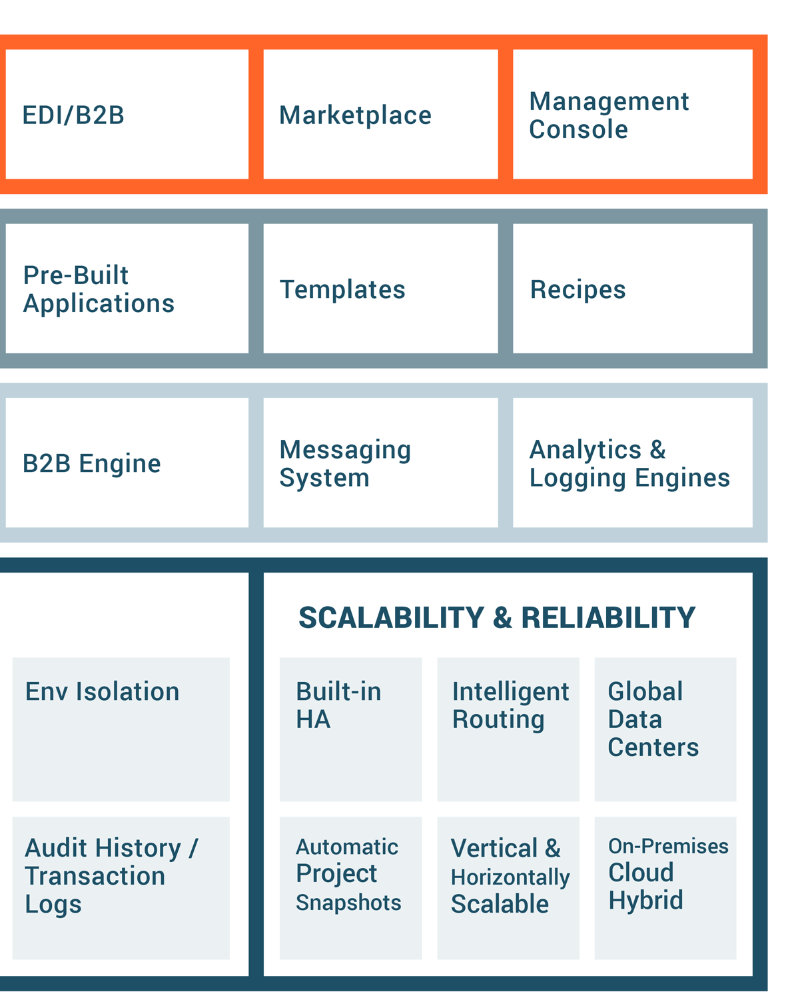 EDI/B2B
Marketplace
Management
Console
Pre-Built
Applications
Templates
Recipes
B2B Engine
Messaging
System
Analytics &
Logging Engines
Env Isolation
Audit History /
Transaction
Logs
SCALABILITY & RELIABILITY
Built-in
HA
Intelligent
Routing
Global
Data
Centers
Automatic
Project
Snapshots
Vertical &
Horizontally
Scalable
On-Premises
Cloud
Hybrid